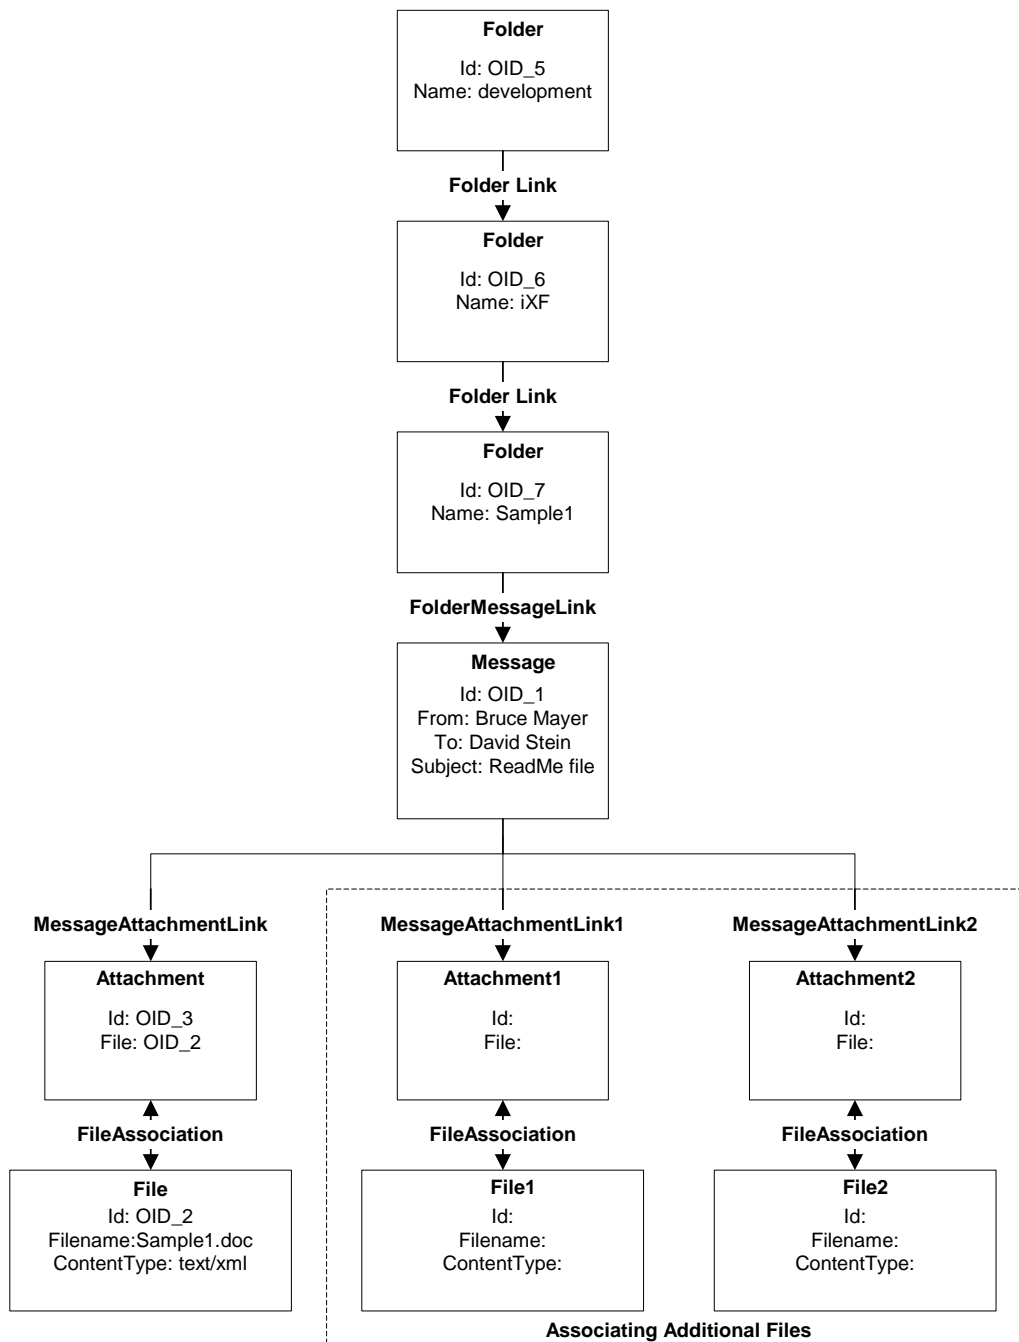 Folder
Id: OID_5
Name: development
Folder Link
Folder
Id: OID_6
Name: iXF
Folder Link
Folder
Id: OID_7
Name: Sample1
FolderMessageLink
Message
Id: OID_1
From: Bruce Mayer
To: David Stein
Subject: ReadMe file
MessageAttachmentLink
Attachment
Id: OID_3
File: OID_2
FileAssociation
File
Id: OID_2
Filename:Sample1.doc
ContentType: text/xml
MessageAttachmentLink1
Attachment1
Id:
File:
FileAssociation
File1
Id:
Filename:
ContentType:
MessageAttachmentLink2
Attachment2
Id:
File:
FileAssociation
File2
Id:
Filename:
ContentType:
Associating Additional Files